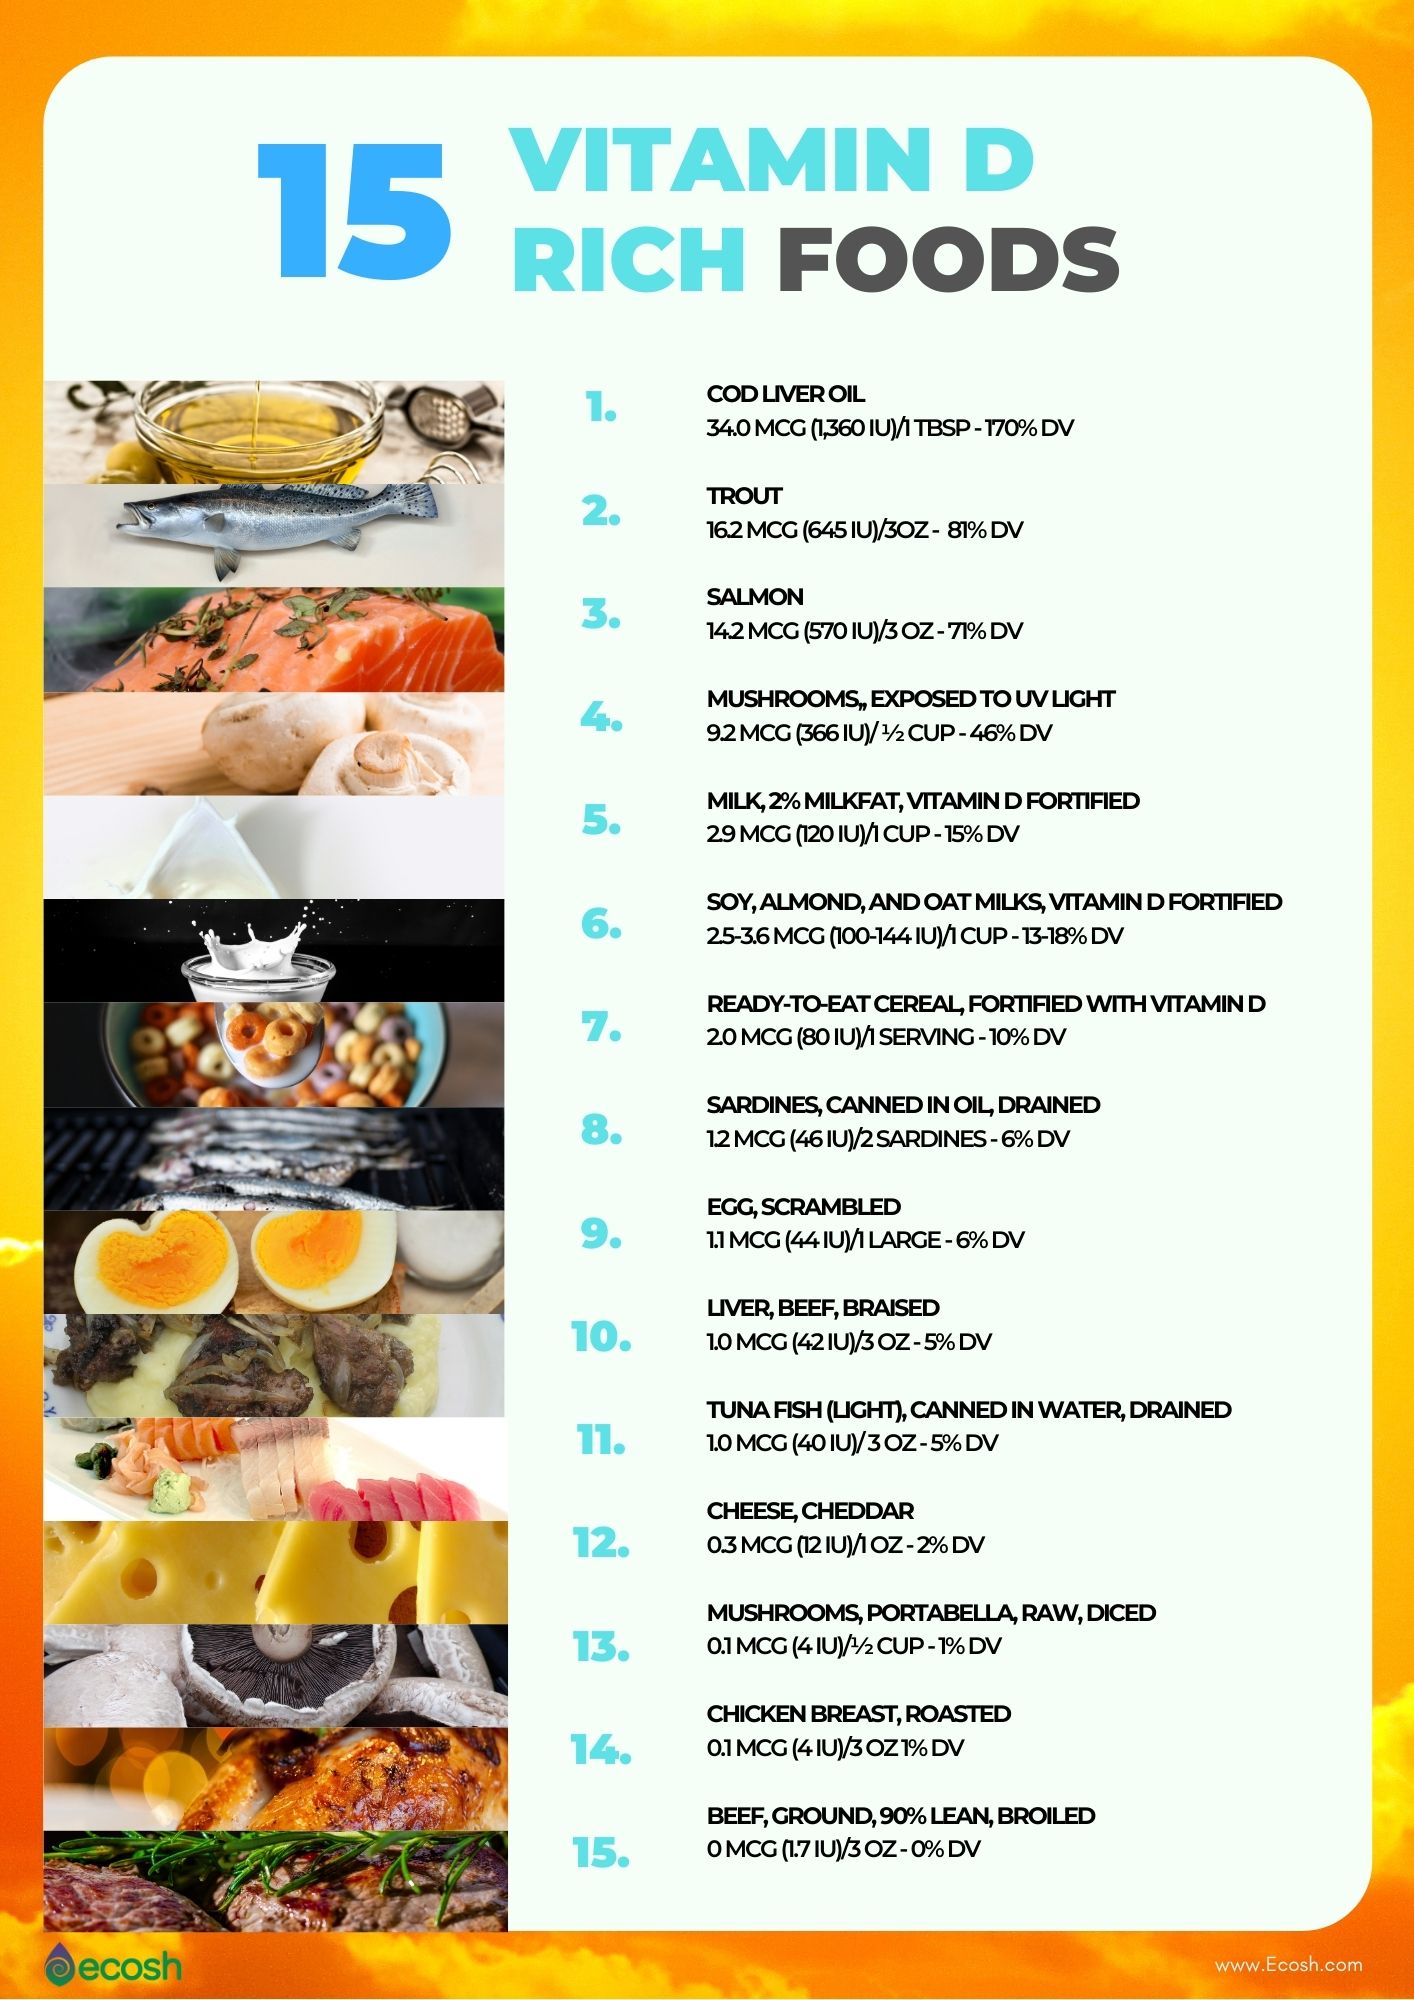 15
VITAMIN D
RICH FOODS
1.
COD LIVER OIL
34.0 MCG (1,360 IU)/1 TBSP - 170% DV
2.
TROUT
16.2 MCG (645 IU)/3OZ -  81% DV
3.
SALMON
14.2 MCG (570 IU)/3 OZ - 71% DV
4.
MUSHROOMS,, EXPOSED TO UV LIGHT
9.2 MCG (366 IU)/ ½ CUP - 46% DV
5.
MILK, 2% MILKFAT, VITAMIN D FORTIFIED
2.9 MCG (120 IU)/1 CUP - 15% DV
6.
SOY, ALMOND, AND OAT MILKS, VITAMIN D FORTIFIED
2.5-3.6 MCG (100-144 IU)/1 CUP - 13-18% DV
7.
READY-TO-EAT CEREAL, FORTIFIED WITH VITAMIN D
2.0 MCG (80 IU)/1 SERVING - 10% DV
8.
SARDINES, CANNED IN OIL, DRAINED
1.2 MCG (46 IU)/2 SARDINES - 6% DV
9.
EGG, SCRAMBLED
1.1 MCG (44 IU)/1 LARGE - 6% DV
10.
LIVER, BEEF, BRAISED
1.0 MCG (42 IU)/3 OZ - 5% DV
11.
TUNA FISH (LIGHT), CANNED IN WATER, DRAINED
1.0 MCG (40 IU)/ 3 OZ - 5% DV
12.
CHEESE, CHEDDAR
0.3 MCG (12 IU)/1 OZ - 2% DV
13.
MUSHROOMS, PORTABELLA, RAW, DICED
0.1 MCG (4 IU)/½ CUP - 1% DV
14.
CHICKEN BREAST, ROASTED
0.1 MCG (4 IU)/3 OZ 1% DV
15.
BEEF, GROUND, 90% LEAN, BROILED
0 MCG (1.7 IU)/3 OZ - 0% DV
ecosh
www.Ecosh.com